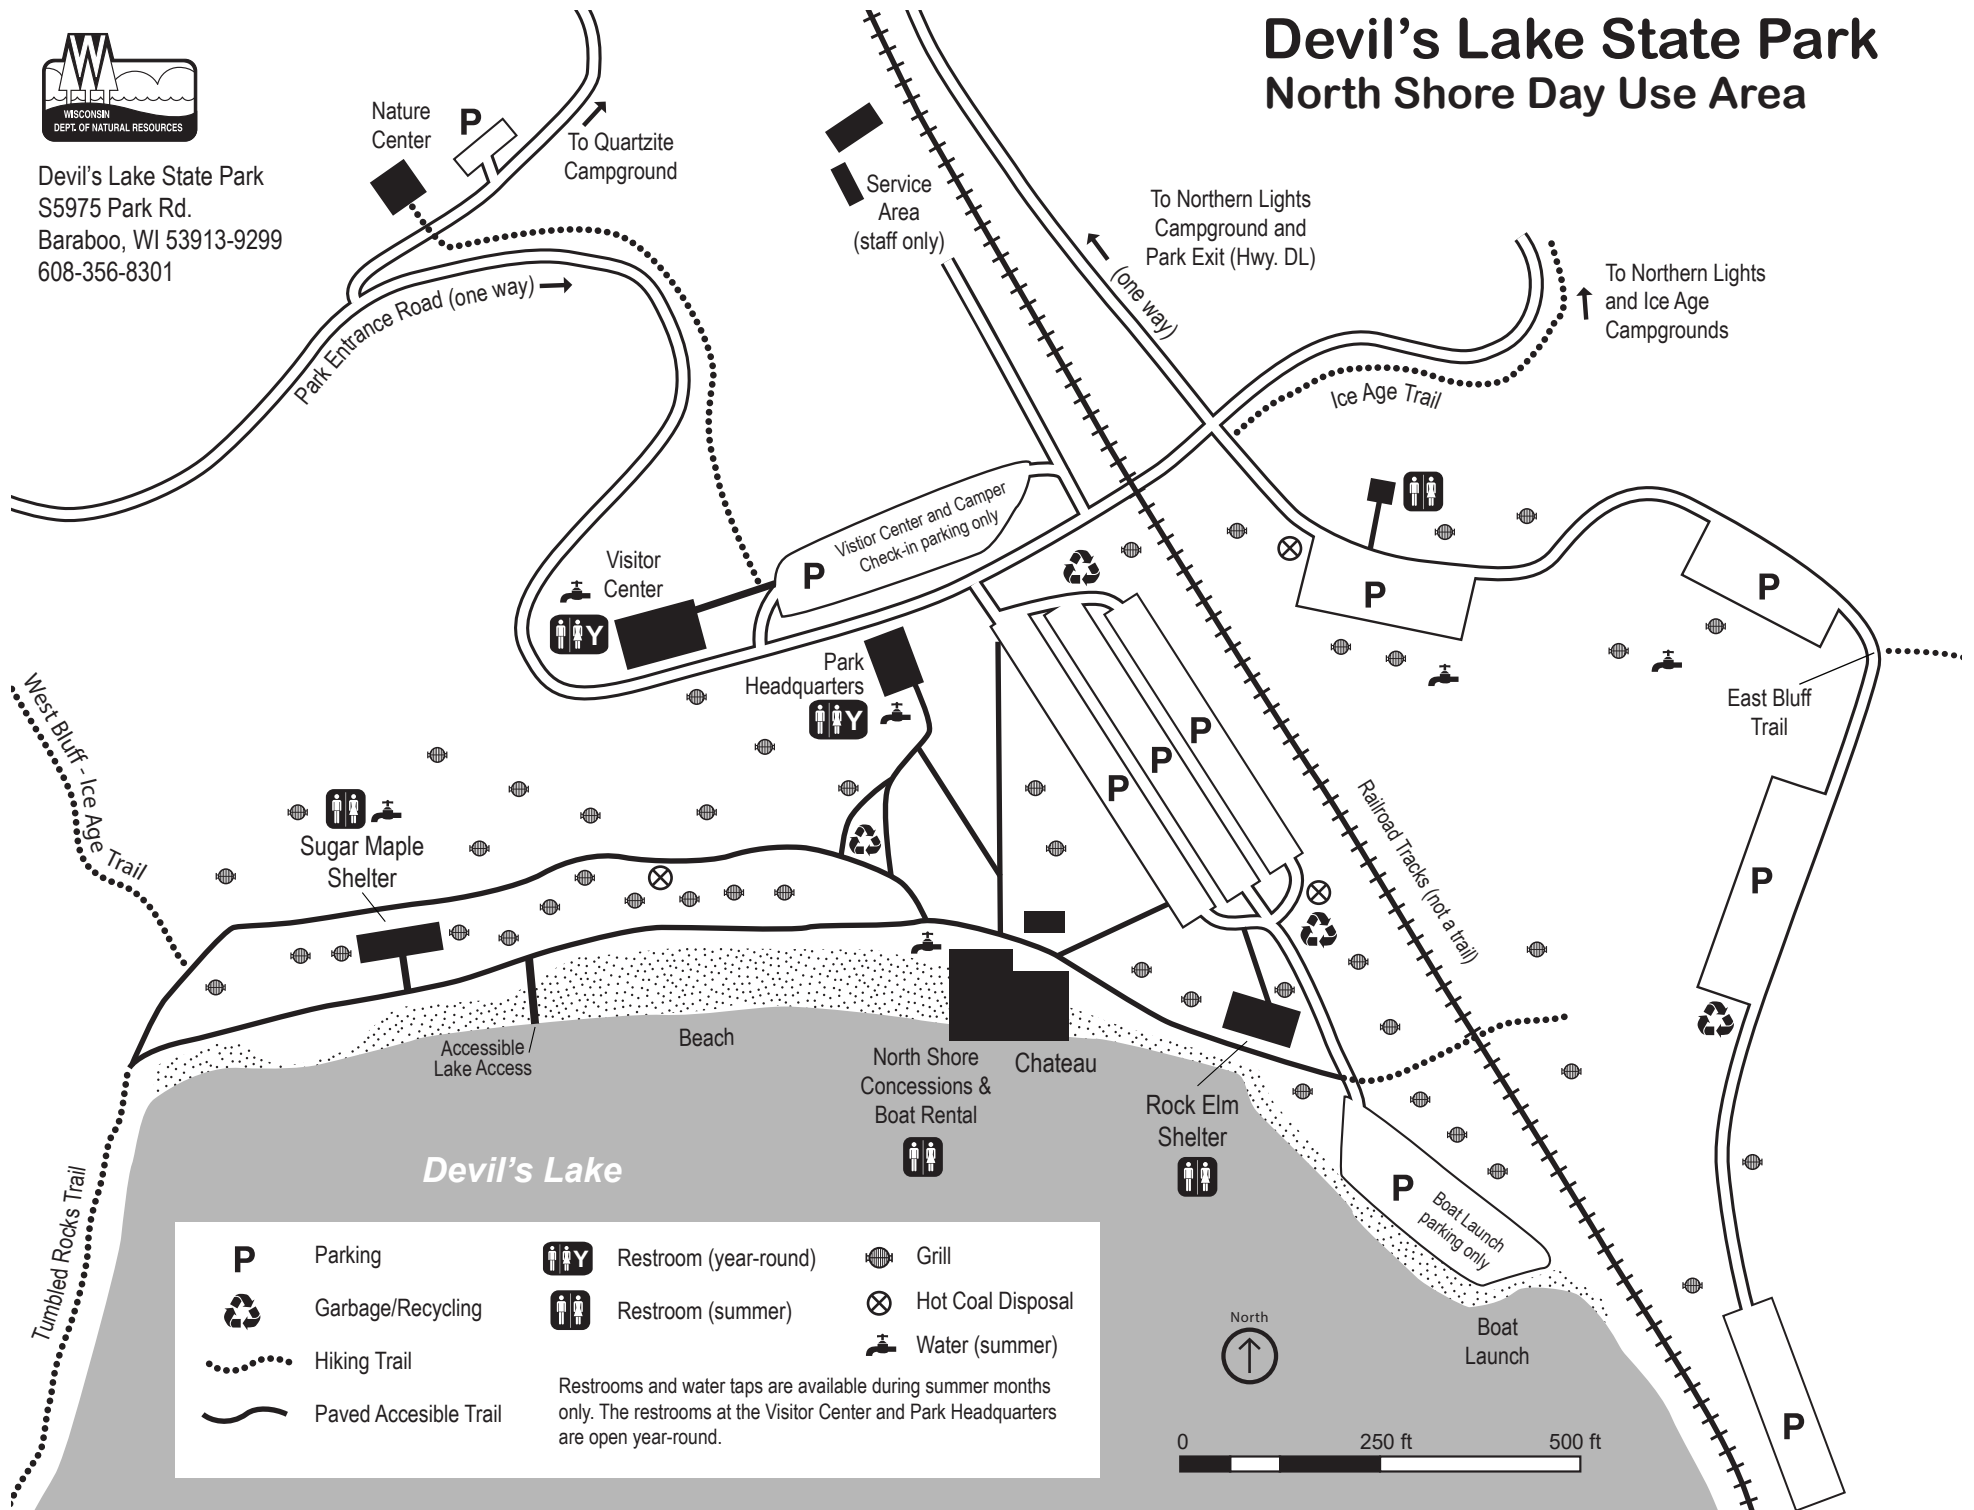 Devil's Lake State Park
North Shore Day Use Area
WISCONSIN
DEPT. OF NATURAL RESOURCES
Devil's Lake State Park
S5975 Park Rd.
Baraboo, WI 53913-9299
608-356-8301
Nature
Center
P
To Quartzite
Campground
Service
Area
(staff only)
To Northern Lights
Campground and
Park Exit (Hwy. DL)
(one way)
To Northern Lights
and Ice Age
Campgrounds
Park Entrance Road (one way)
Ice Age Trail
Vistior Center and Camper
Check-in parking only
P
Visitor
Center
Y
P
P
Park
Headquarters
Y
East Bluff
Trail
West Bluff - Ice Age Trail
P
P
P
Railroad Tracks (not a trail)
Sugar Maple
Shelter
P
Accessible
Lake Access
Beach
North Shore
Concessions &
Boat Rental
Chateau
Rock Elm
Shelter
Devil's Lake
Tumbled Rocks Trail
P
Boat Launch
parking only
Boat
Launch
P
P
Parking
Garbage/Recycling
Hiking Trail
Paved Accesible Trail
Y
Restroom (year-round)
Restroom (summer)
Grill
Hot Coal Disposal
Water (summer)
Restrooms and water taps are available during summer months
only. The restrooms at the Visitor Center and Park Headquarters
are open year-round.
North
0 250 ft 500 ft